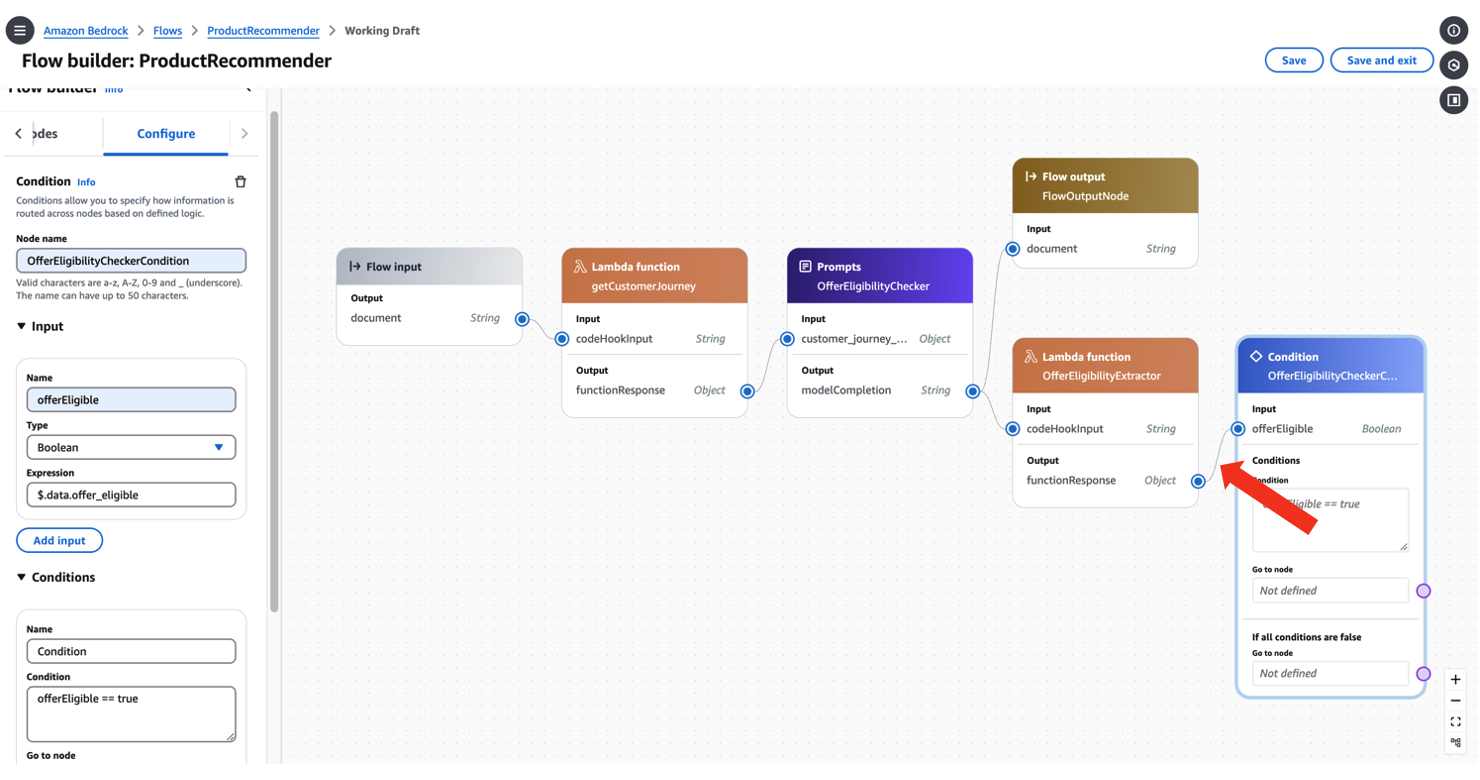 Amazon Bedrock > Flows > ProductRecommender > Working Draft
Flow builder: ProductRecommender
Save
Save and exit
Flow builder Info
odes
Configure
Condition Info
Conditions allow you to specify how information is
routed across nodes based on defined logic.
Node name
OfferEligibilityCheckerCondition
Valid characters are a-z, A-Z, 0-9 and _ (underscore).
The name can have up to 50 characters.
Input
Name
offerEligible
Type
Boolean
Expression
$.data.offer_eligible
Add input
Conditions
Name
Condition
Condition
offerEligible == true
Go to node
Flow input
Output
document String
Lambda function
getCustomerJourney
Input
codeHookInput String
Output
functionResponse Object
Prompts
OfferEligibilityChecker
Input
customer_journey_... Object
Output
modelCompletion String
Flow output
FlowOutputNode
Input
document String
Lambda function
OfferEligibilityExtractor
Input
codeHookInput String
Output
functionResponse Object
Condition
OfferEligibilityCheckerC...
Input
offerEligible Boolean
Conditions
Condition
== true
Go to node
Not defined
If all conditions are false
Go to node
Not defined